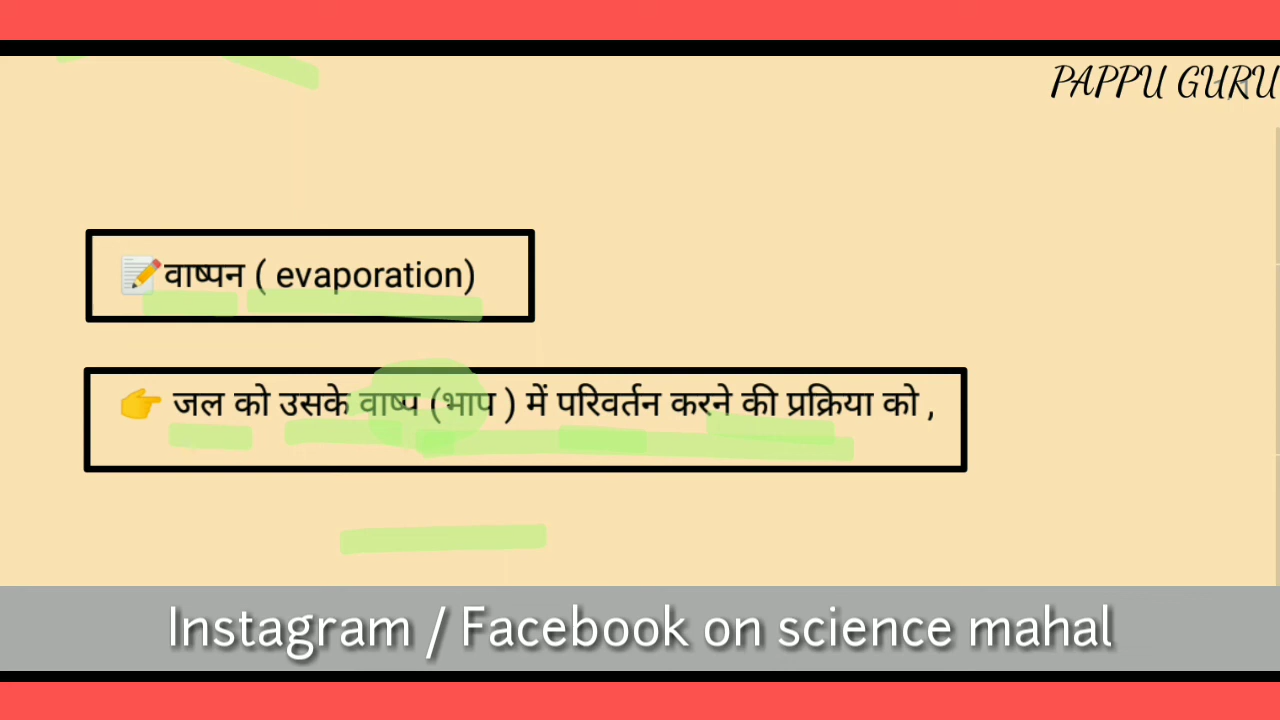 PAPPU GURU
📝वाष्पन ( evaporation)
👉 जल को उसके वाष्प (भाप ) में परिवर्तन करने की प्रक्रिया को ,
Instagram / Facebook on science mahal